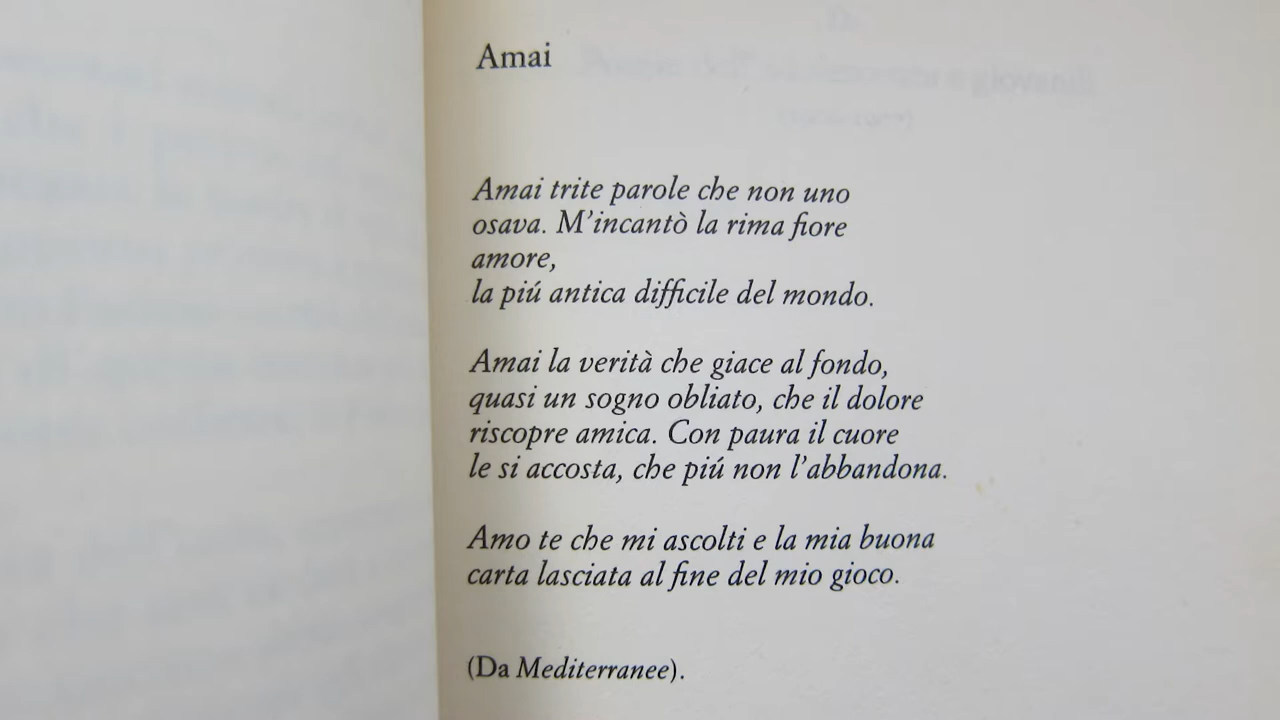 Amai
Amai trite parole che non uno
osava. M'incantò la rima fiore
amore,
la piú antica difficile del mondo.
Amai la verità che giace al fondo,
quasi un sogno obliato, che il dolore
riscopre amica. Con paura il cuore
le si accosta, che piú non l'abbandona.
Amo te che mi ascolti e la mia buona
carta lasciata al fine del mio gioco.
(Da Mediterranee).